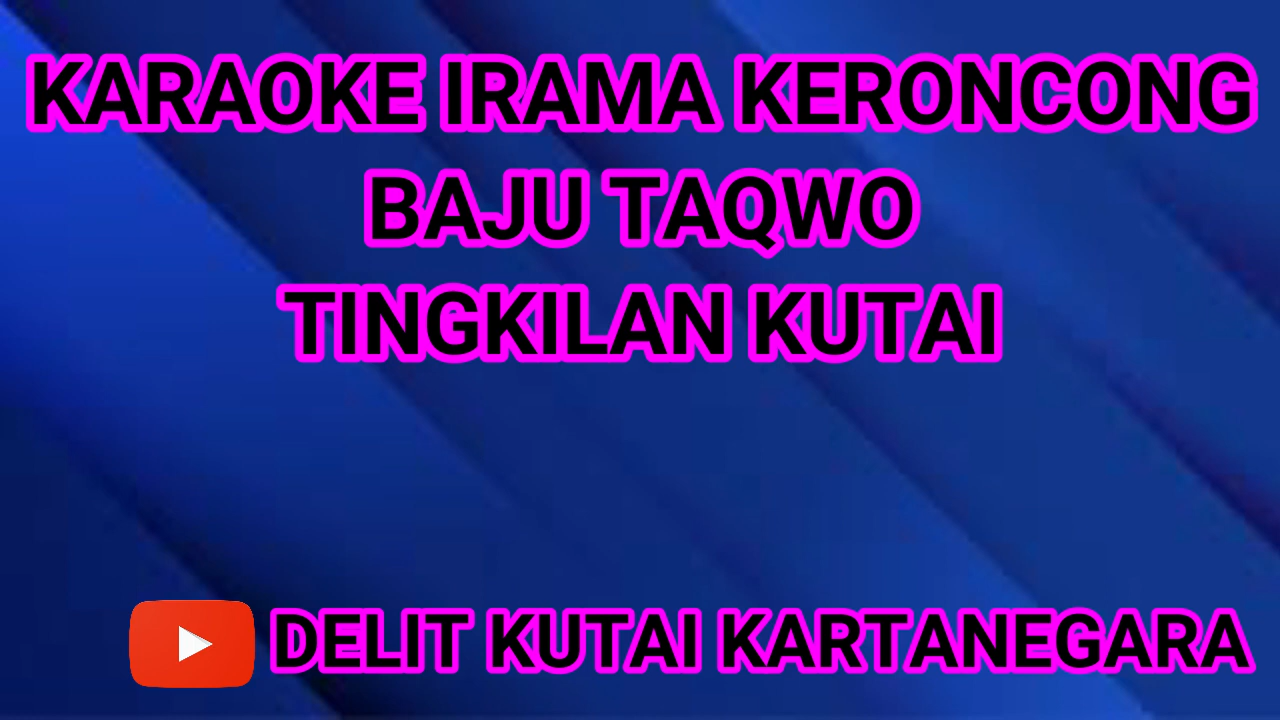 KARAOKE IRAMA KERONCONG
BAJU TAQWO
TINGKILAN KUTAI
DELIT KUTAI KARTANEGARA